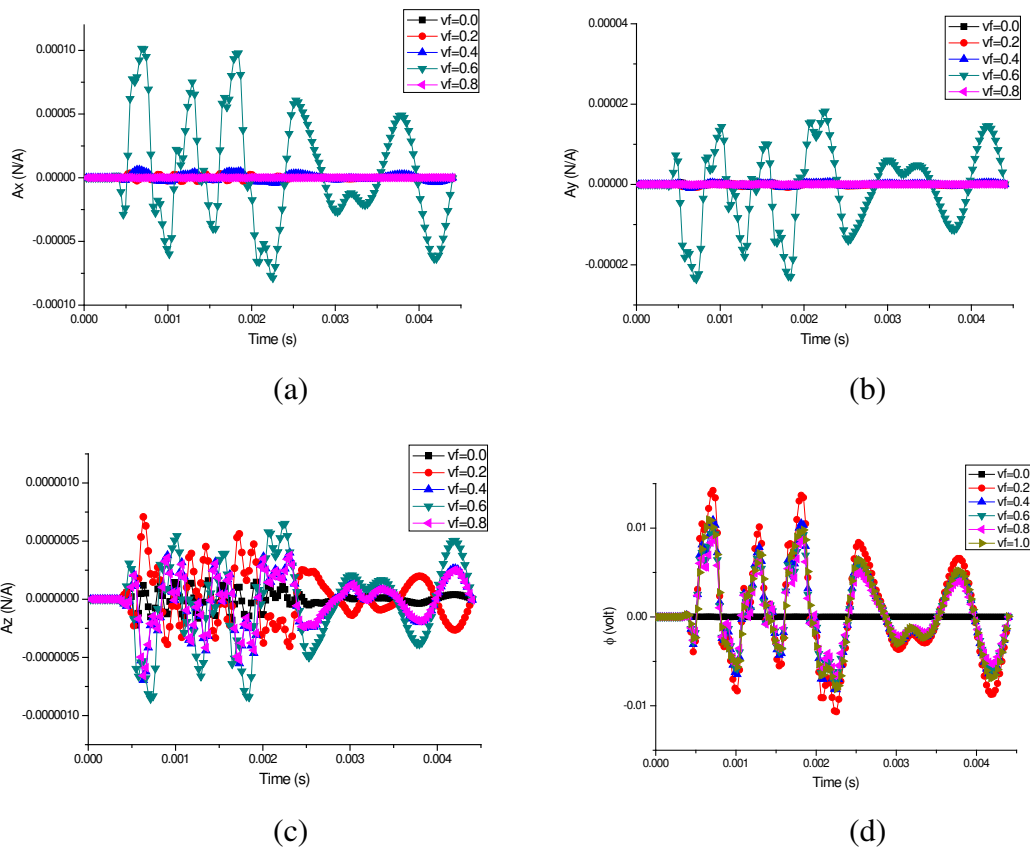 vf=0.0
vf=0.2
vf=0.4
vf=0.6
vf=0.8
0.00010
0.00005
0.00000
-0.00005
-0.00010
Ax (N/A)
0.000 0.001 0.002 0.003 0.004
Time (s)
(a)
vf=0.0
vf=0.2
vf=0.4
vf=0.6
vf=0.8
0.00004
0.00002
0.00000
-0.00002
Ay (N/A)
0.000 0.001 0.002 0.003 0.004
Time (s)
(b)
vf=0.0
vf=0.2
vf=0.4
vf=0.6
vf=0.8
0.0000010
0.0000005
0.0000000
-0.0000005
-0.0000010
Az (N/A)
0.000 0.001 0.002 0.003 0.004
Time (s)
(c)
vf=0.0
vf=0.2
vf=0.4
vf=0.6
vf=0.8
vf=1.0
0.01
0.00
-0.01
ϕ (volt)
0.000 0.001 0.002 0.003 0.004
Time (s)
(d)